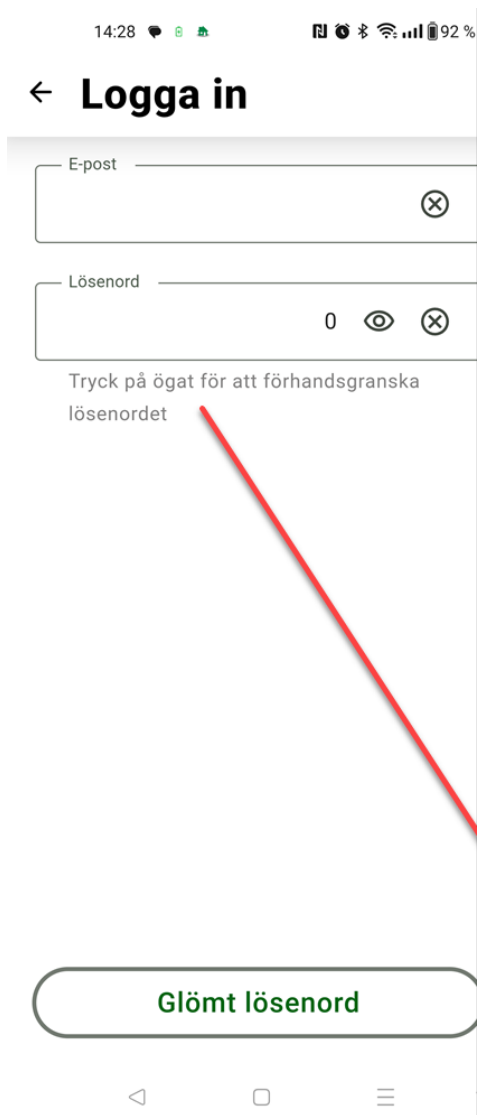 14:28 92 %
Logga in
E-post
Lösenord
0
Tryck på ögat för att förhandsgranska
lösenordet
Glömt lösenord